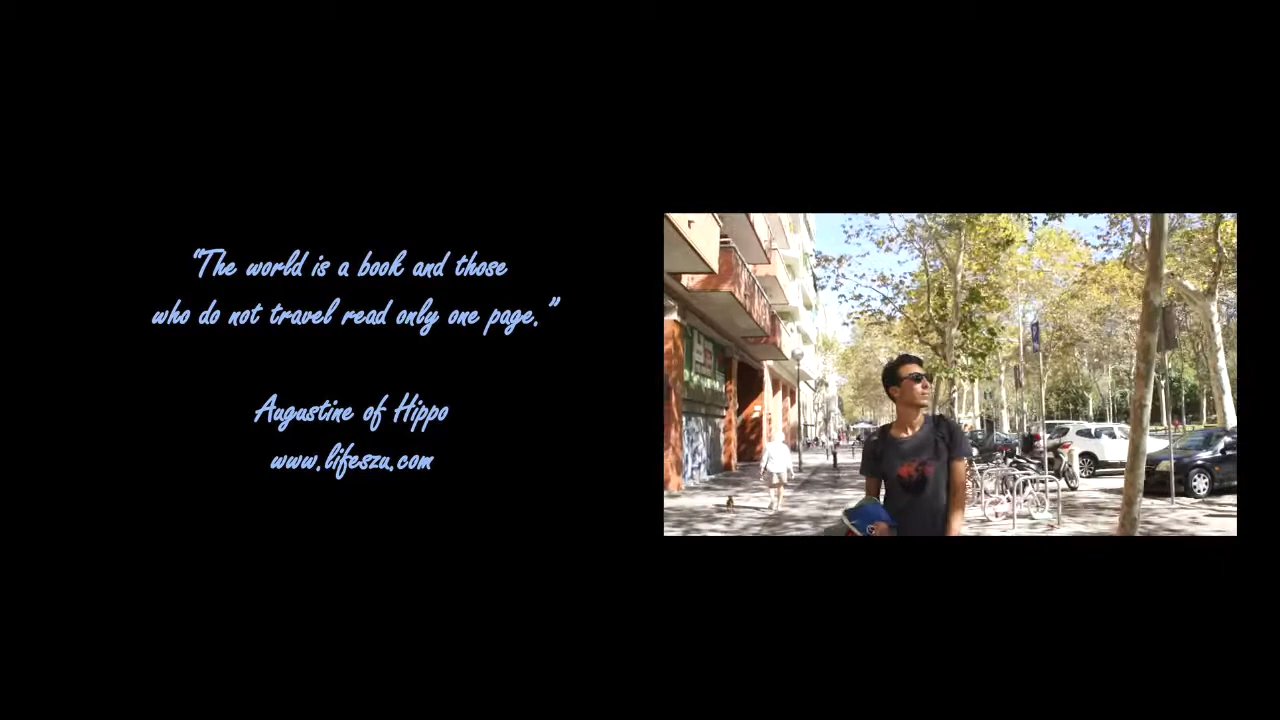 “The world is a book and those
who do not travel read only one page.”
Augustine of Hippo
www.lifeszu.com